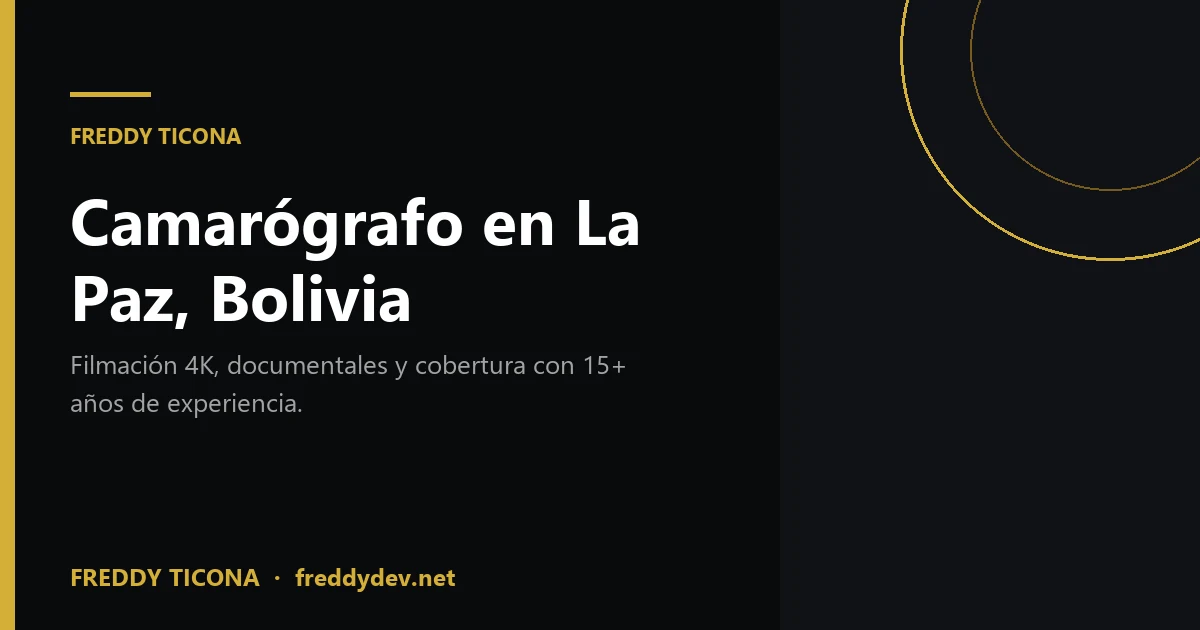 FREDDY TICONA
Camarógrafo en La
Paz, Bolivia
Filmación 4K, documentales y cobertura con 15+
años de experiencia.
FREDDY TICONA · freddydev.net